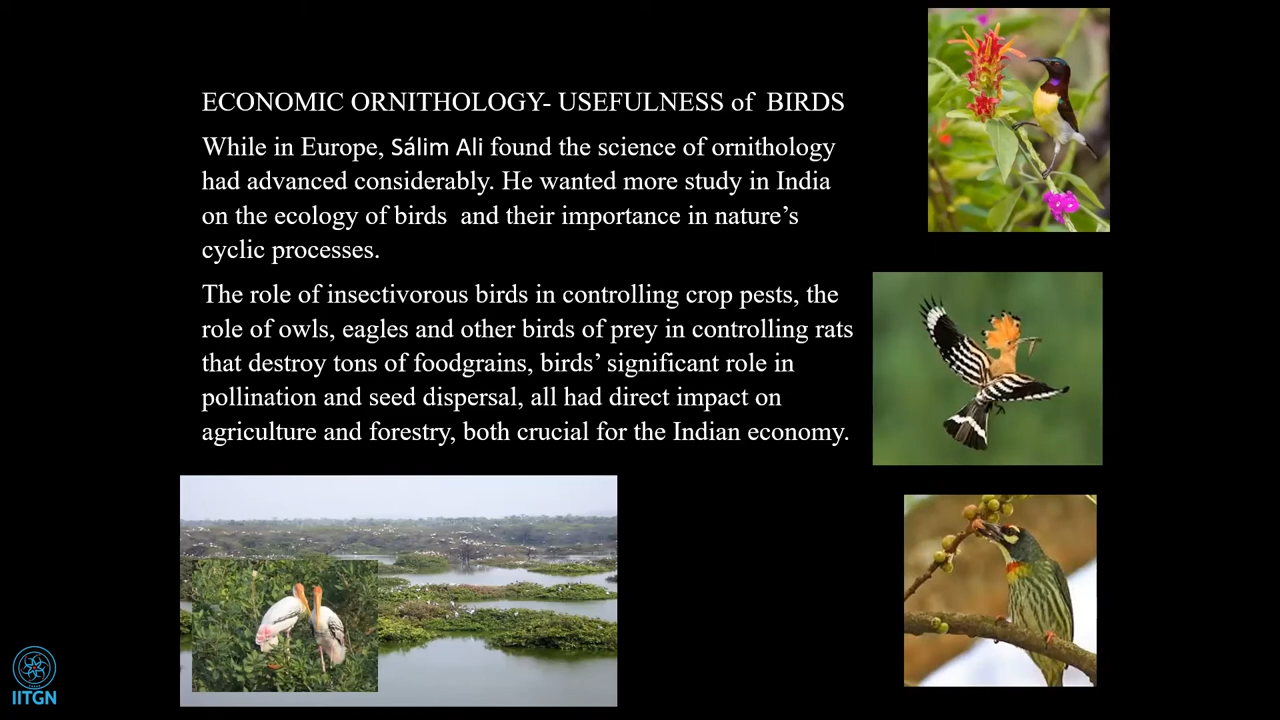 ECONOMIC ORNITHOLOGY- USEFULNESS of BIRDS
While in Europe, Sálim Ali found the science of ornithology
had advanced considerably. He wanted more study in India
on the ecology of birds and their importance in nature’s
cyclic processes.
The role of insectivorous birds in controlling crop pests, the
role of owls, eagles and other birds of prey in controlling rats
that destroy tons of foodgrains, birds’ significant role in
pollination and seed dispersal, all had direct impact on
agriculture and forestry, both crucial for the Indian economy.
IITGN